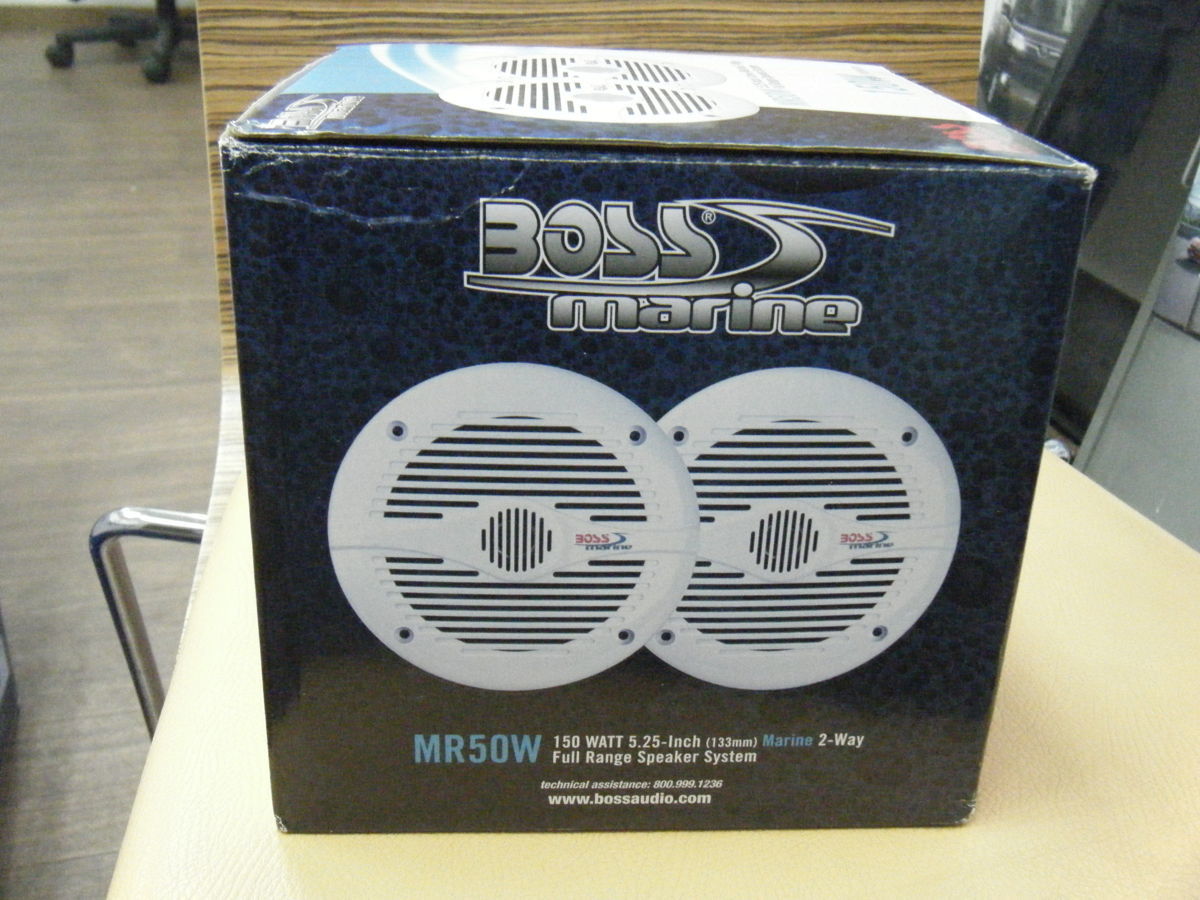 BOSS®
marine
BOSS
marine
BOSS
marine
MR50W
150 WATT 5.25-Inch (133mm) Marine 2-Way
Full Range Speaker System
technical assistance: 800.999.1236
www.bossaudio.com